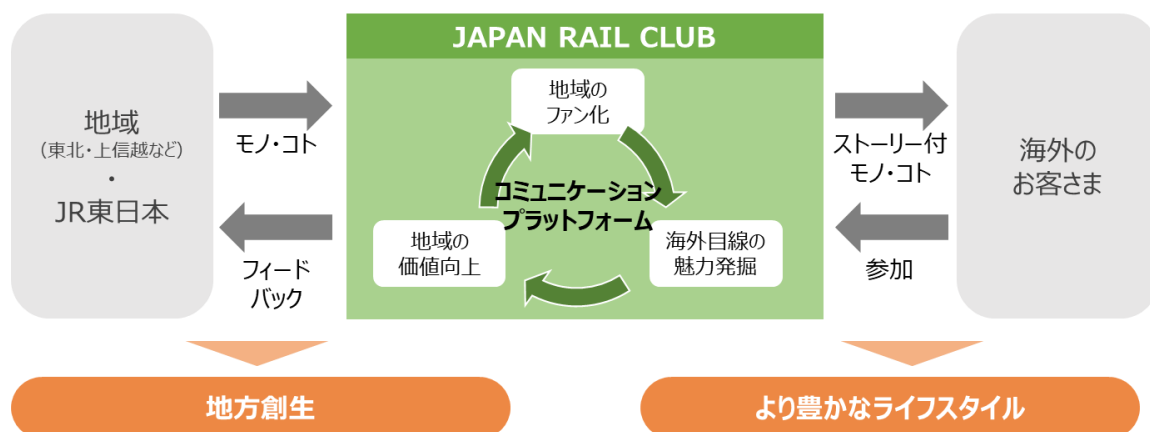 JAPAN RAIL CLUB
地域
（東北・上信越など）
・
JR東日本
モノ・コト
フィード
バック
地域の
ファン化
コミュニケーション
プラットフォーム
地域の
価値向上
海外目線の
魅力発掘
ストーリー付
モノ・コト
参加
海外の
お客さま
地方創生
より豊かなライフスタイル